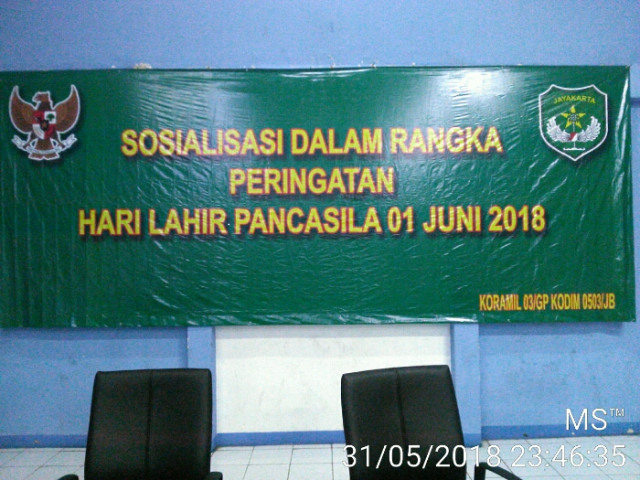 SOSIALISASI DALAM RANGKA
PERINGATAN
HARI LAHIR PANCASILA 01 JUNI 2018
JAYAKARTA
KORAMIL 03/GP KODIM 0503/JB
MS™
31/05/2018 23:46:35